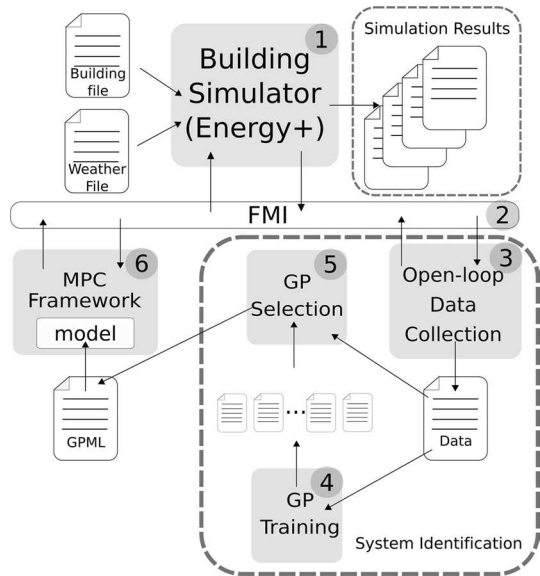 1
Simulation Results
Building
file
Building
Simulator
(Energy+)
Weather
File
FMI
2
6
MPC
Framework
model
5
GP
Selection
3
Open-loop
Data
Collection
GPML
...
Data
4
GP
Training
System Identification